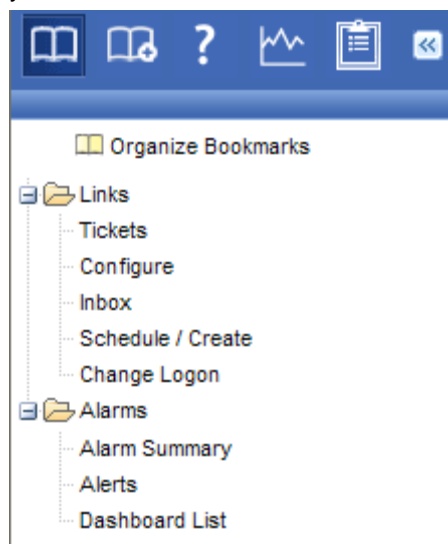 Organize Bookmarks
Links
Tickets
Configure
Inbox
Schedule / Create
Change Logon
Alarms
Alarm Summary
Alerts
Dashboard List